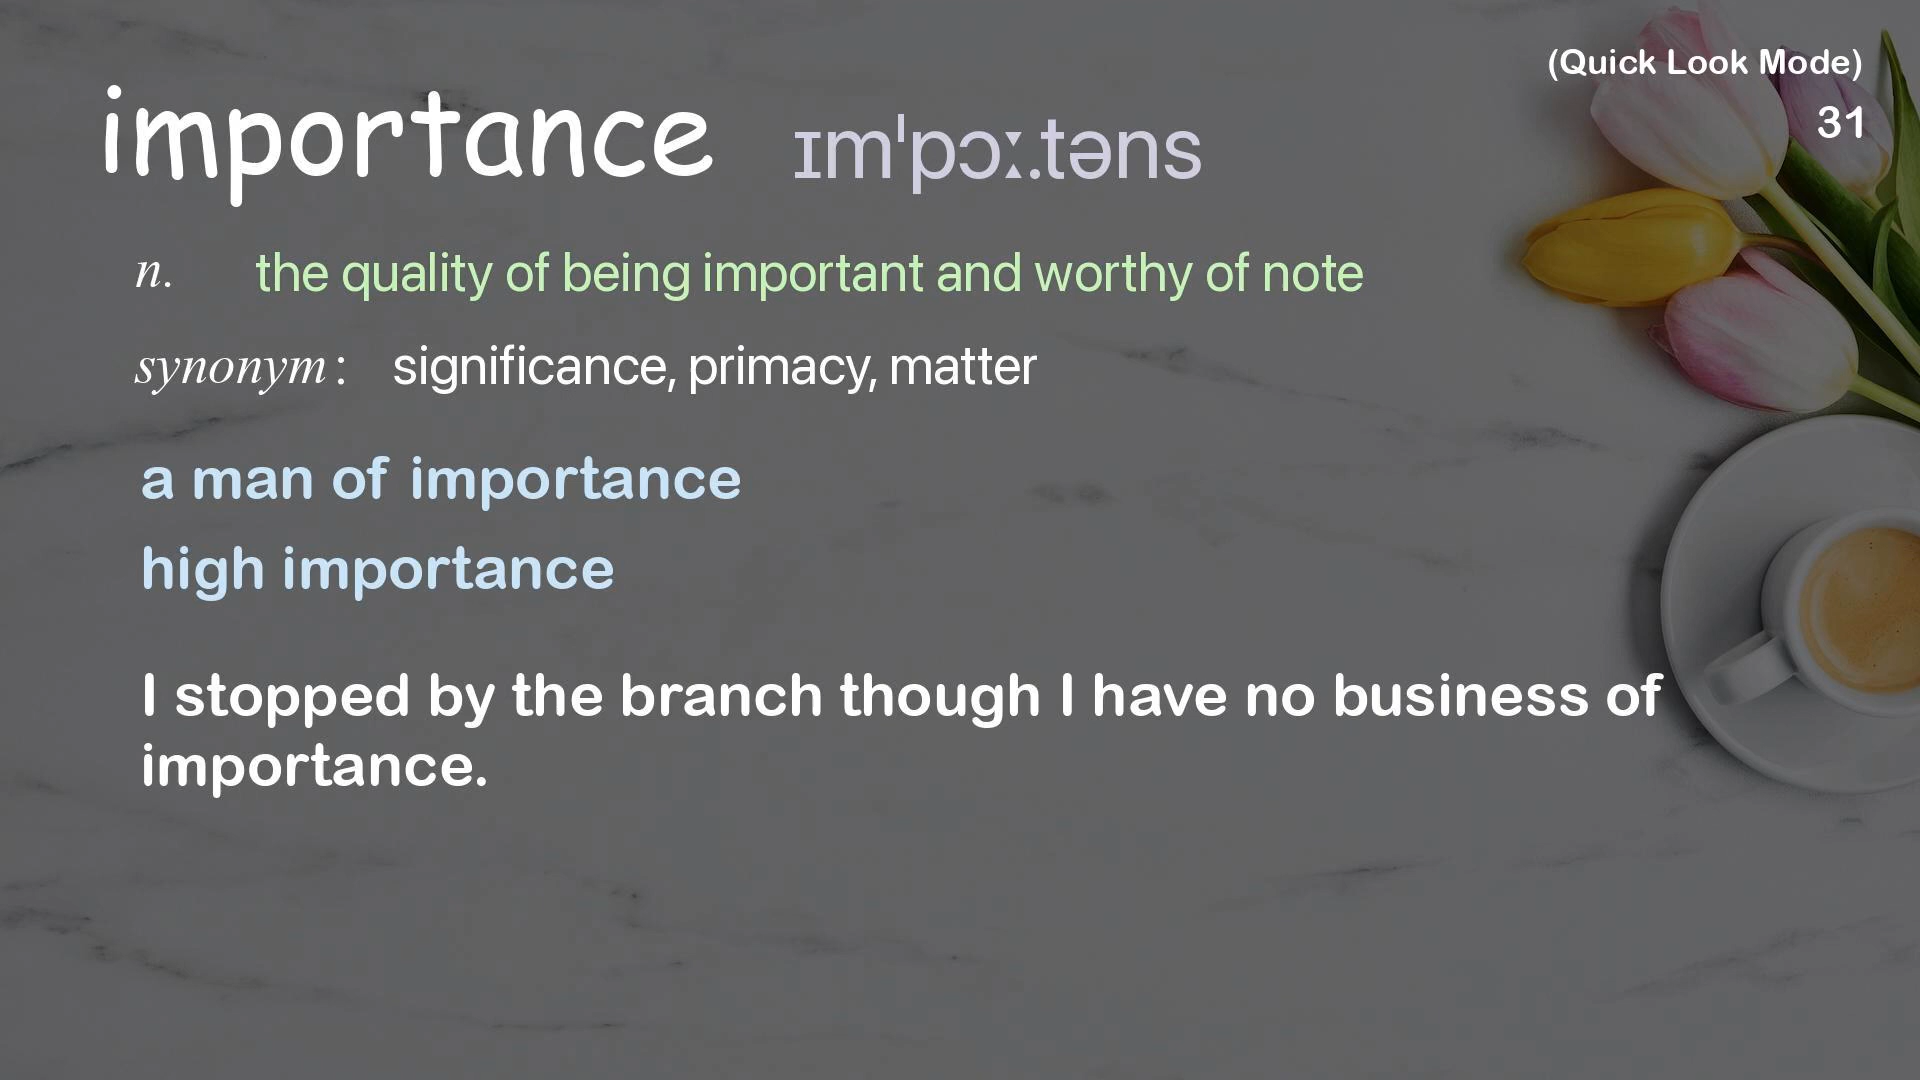 (Quick Look Mode)
31
importance ɪmˈpɔː.təns
n. the quality of being important and worthy of note
synonym : significance, primacy, matter
a man of importance
high importance
I stopped by the branch though I have no business of
importance.